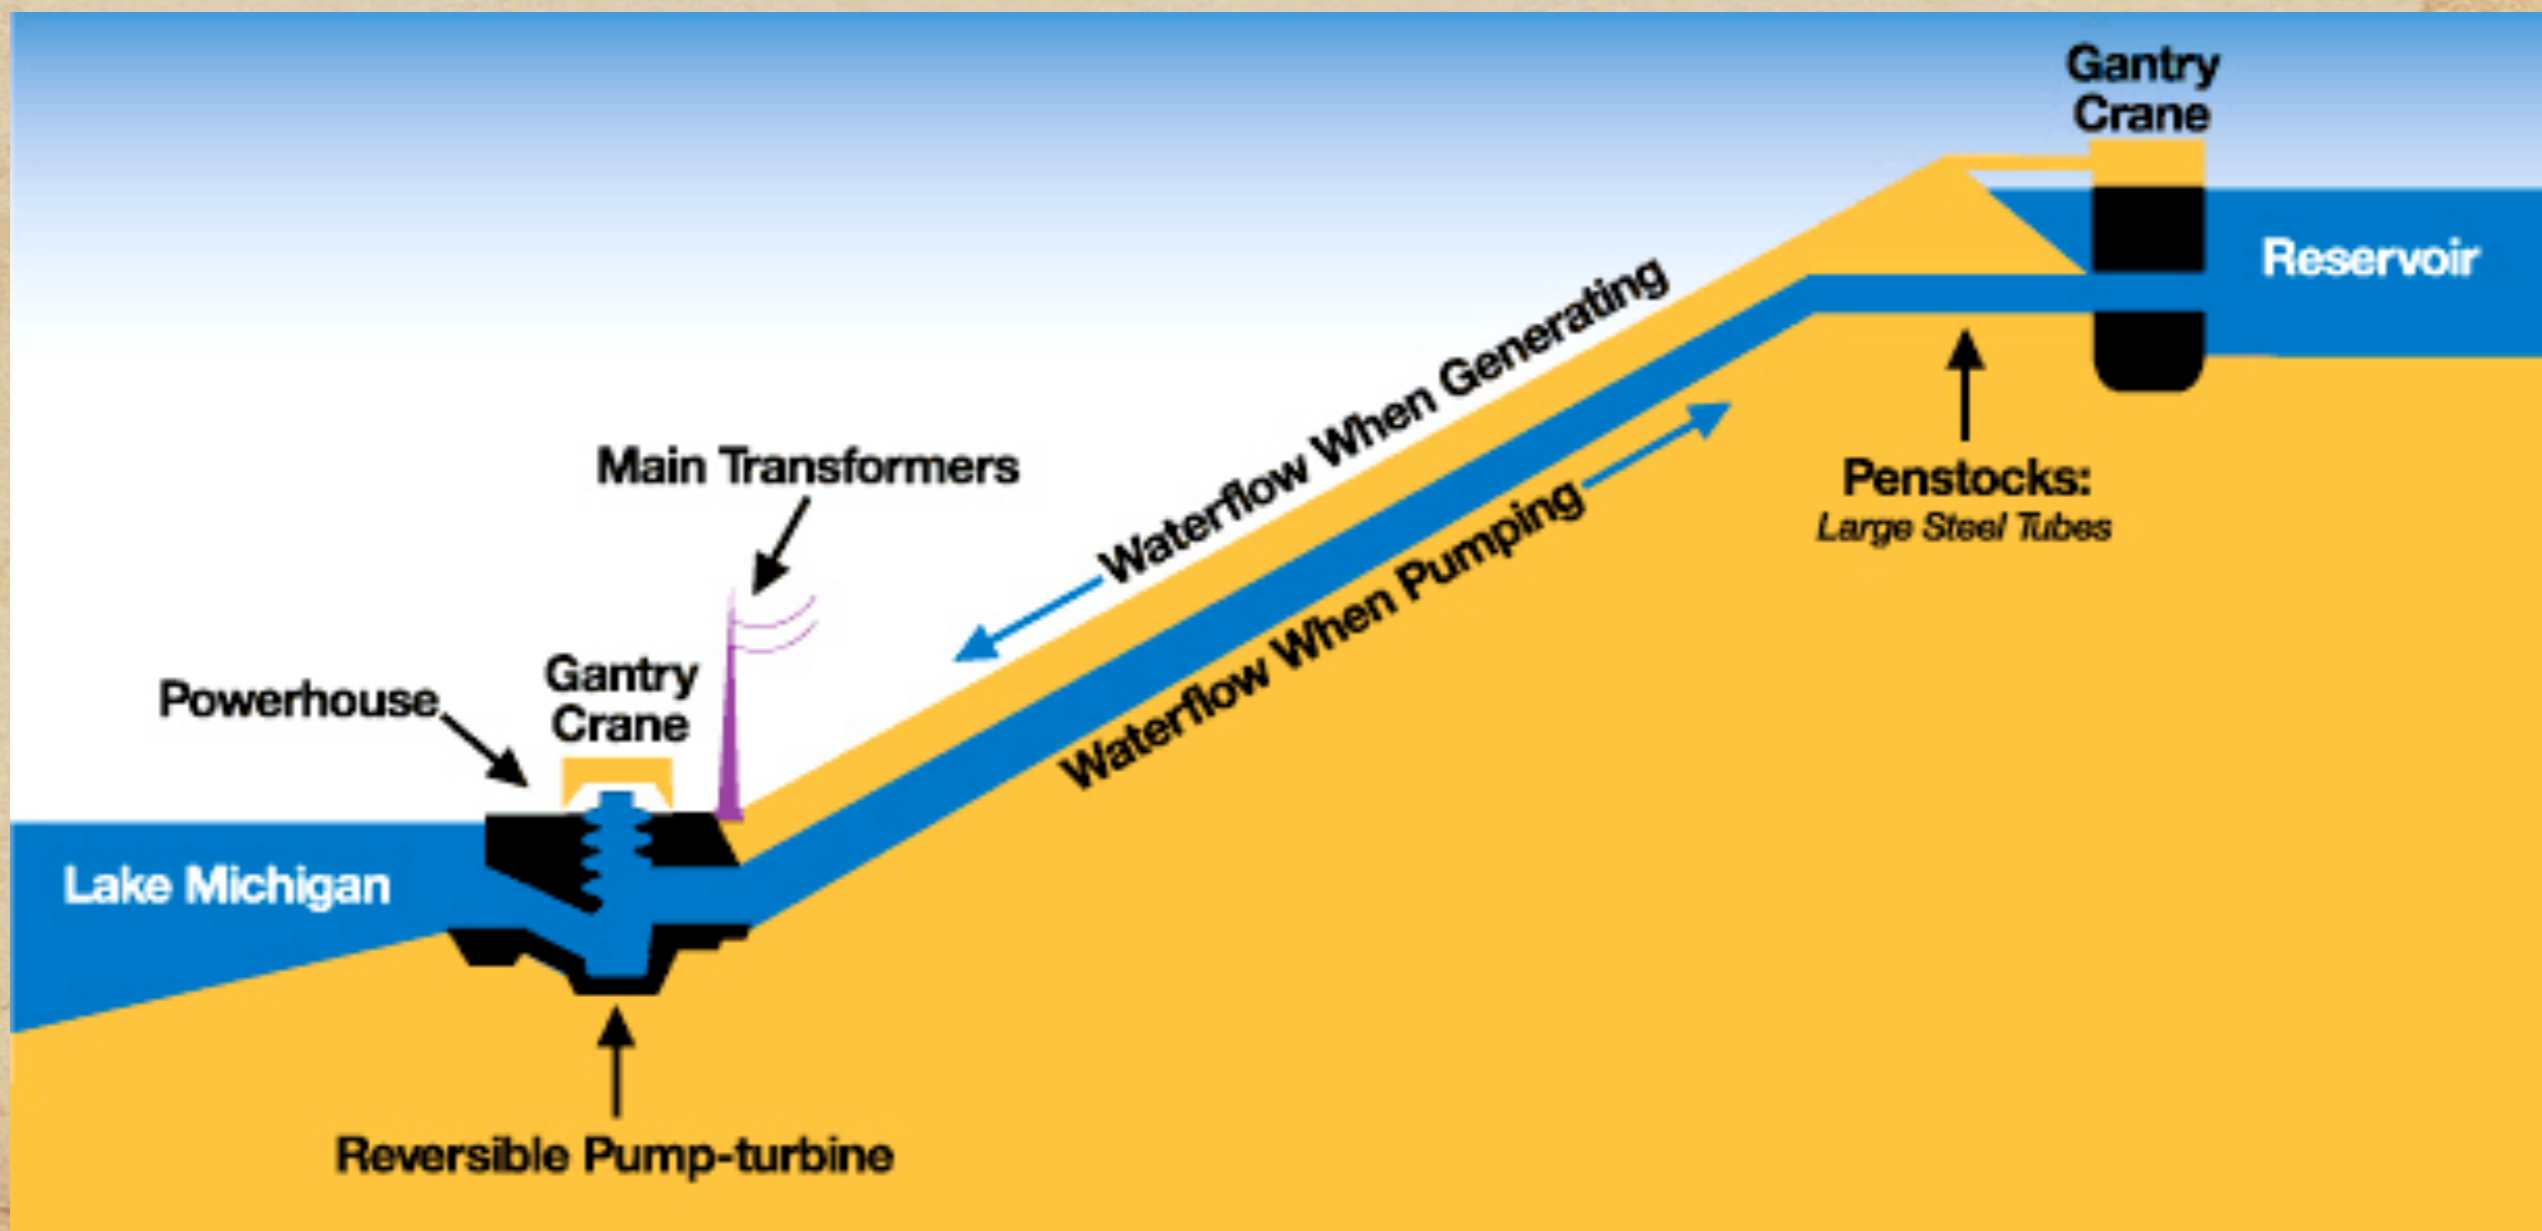 Gantry
Crane
Reservoir
Waterflow When Generating
Main Transformers
Penstocks:
Large Steel Tubes
Waterflow When Pumping
Powerhouse
Gantry
Crane
Lake Michigan
Reversible Pump-turbine